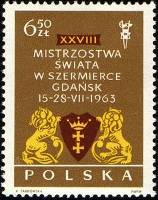 6,50
ZŁ
XXVIII
MISTRZOSTWA
ŚWIATA
W SZERMIERCE
GDAŃSK
15-28-VII-1963
POLSKA